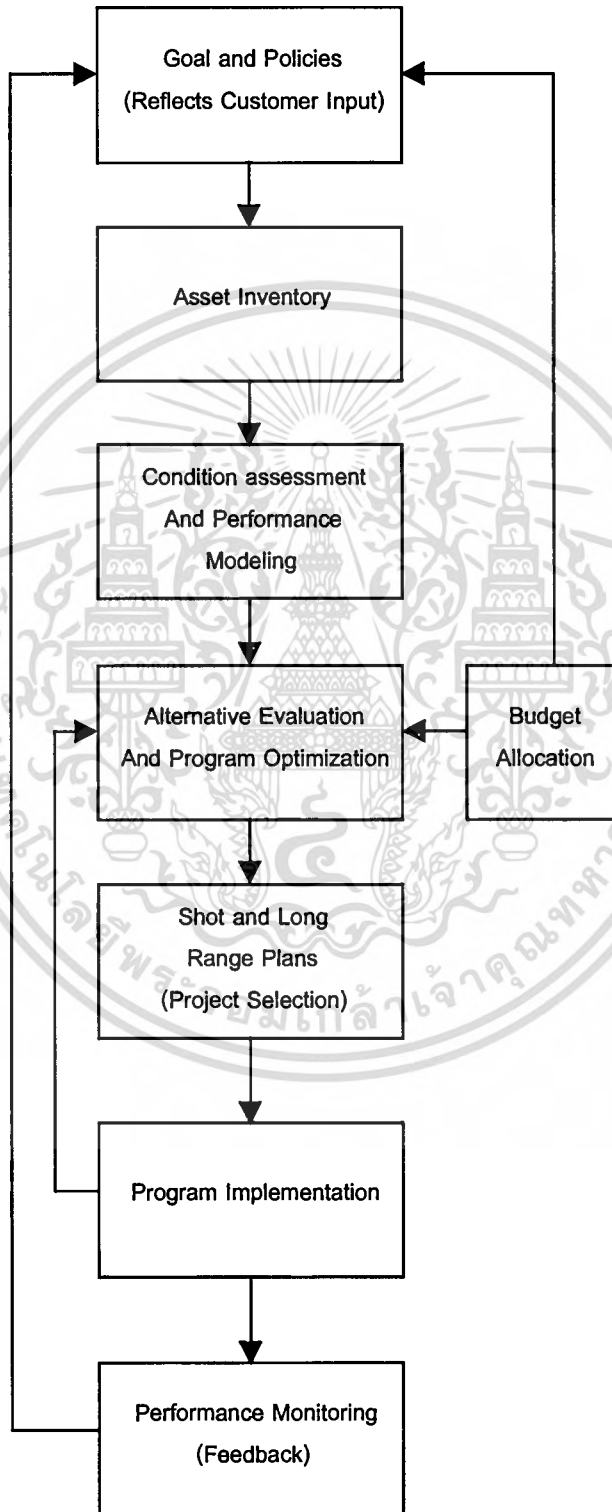 Goal and Policies
(Reflects Customer Input)
Asset Inventory
Condition assessment
And Performance
Modeling
Alternative Evaluation
And Program Optimization
Budget
Allocation
Shot and Long
Range Plans
(Project Selection)
Program Implementation
Performance Monitoring
(Feedback)